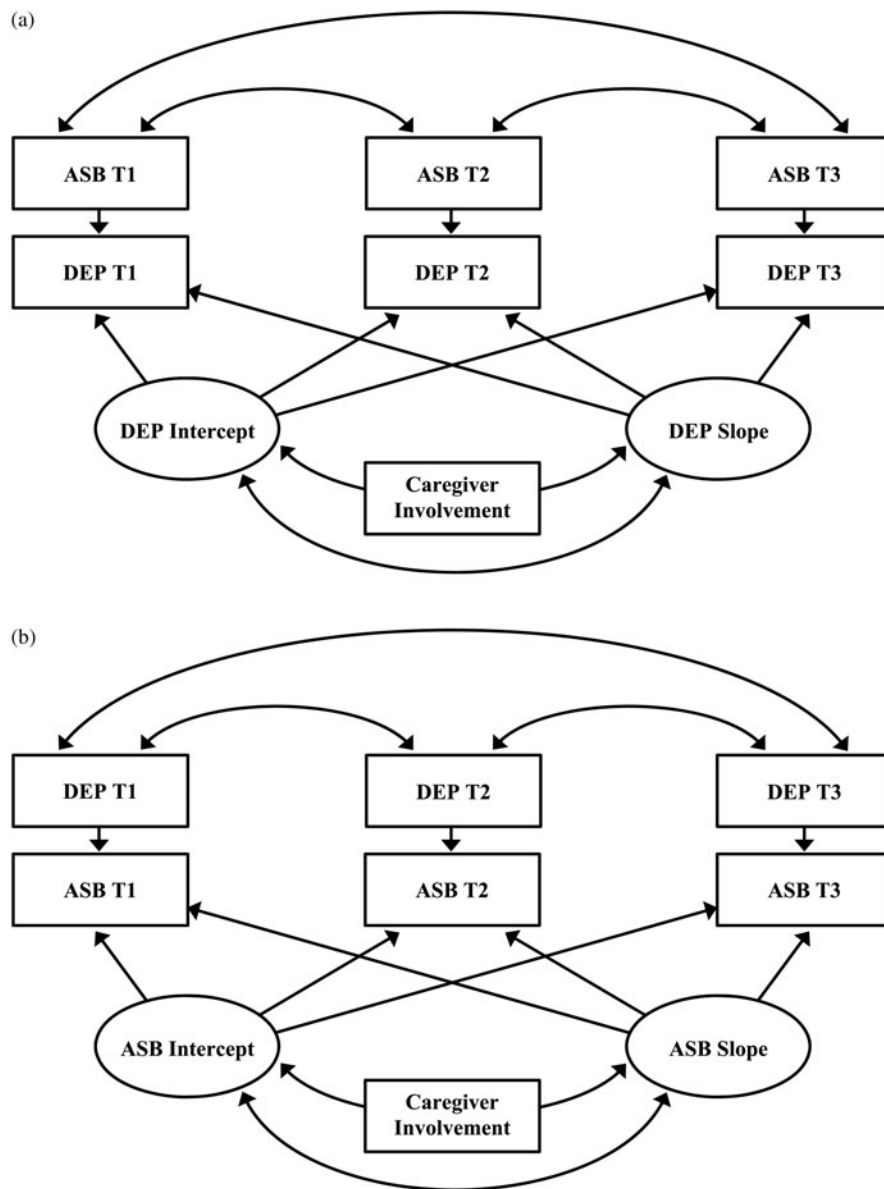 (a)
ASB T1
ASB T2
ASB T3
DEP T1
DEP T2
DEP T3
DEP Intercept
DEP Slope
Caregiver
Involvement
(b)
DEP T1
DEP T2
DEP T3
ASB T1
ASB T2
ASB T3
ASB Intercept
ASB Slope
Caregiver
Involvement